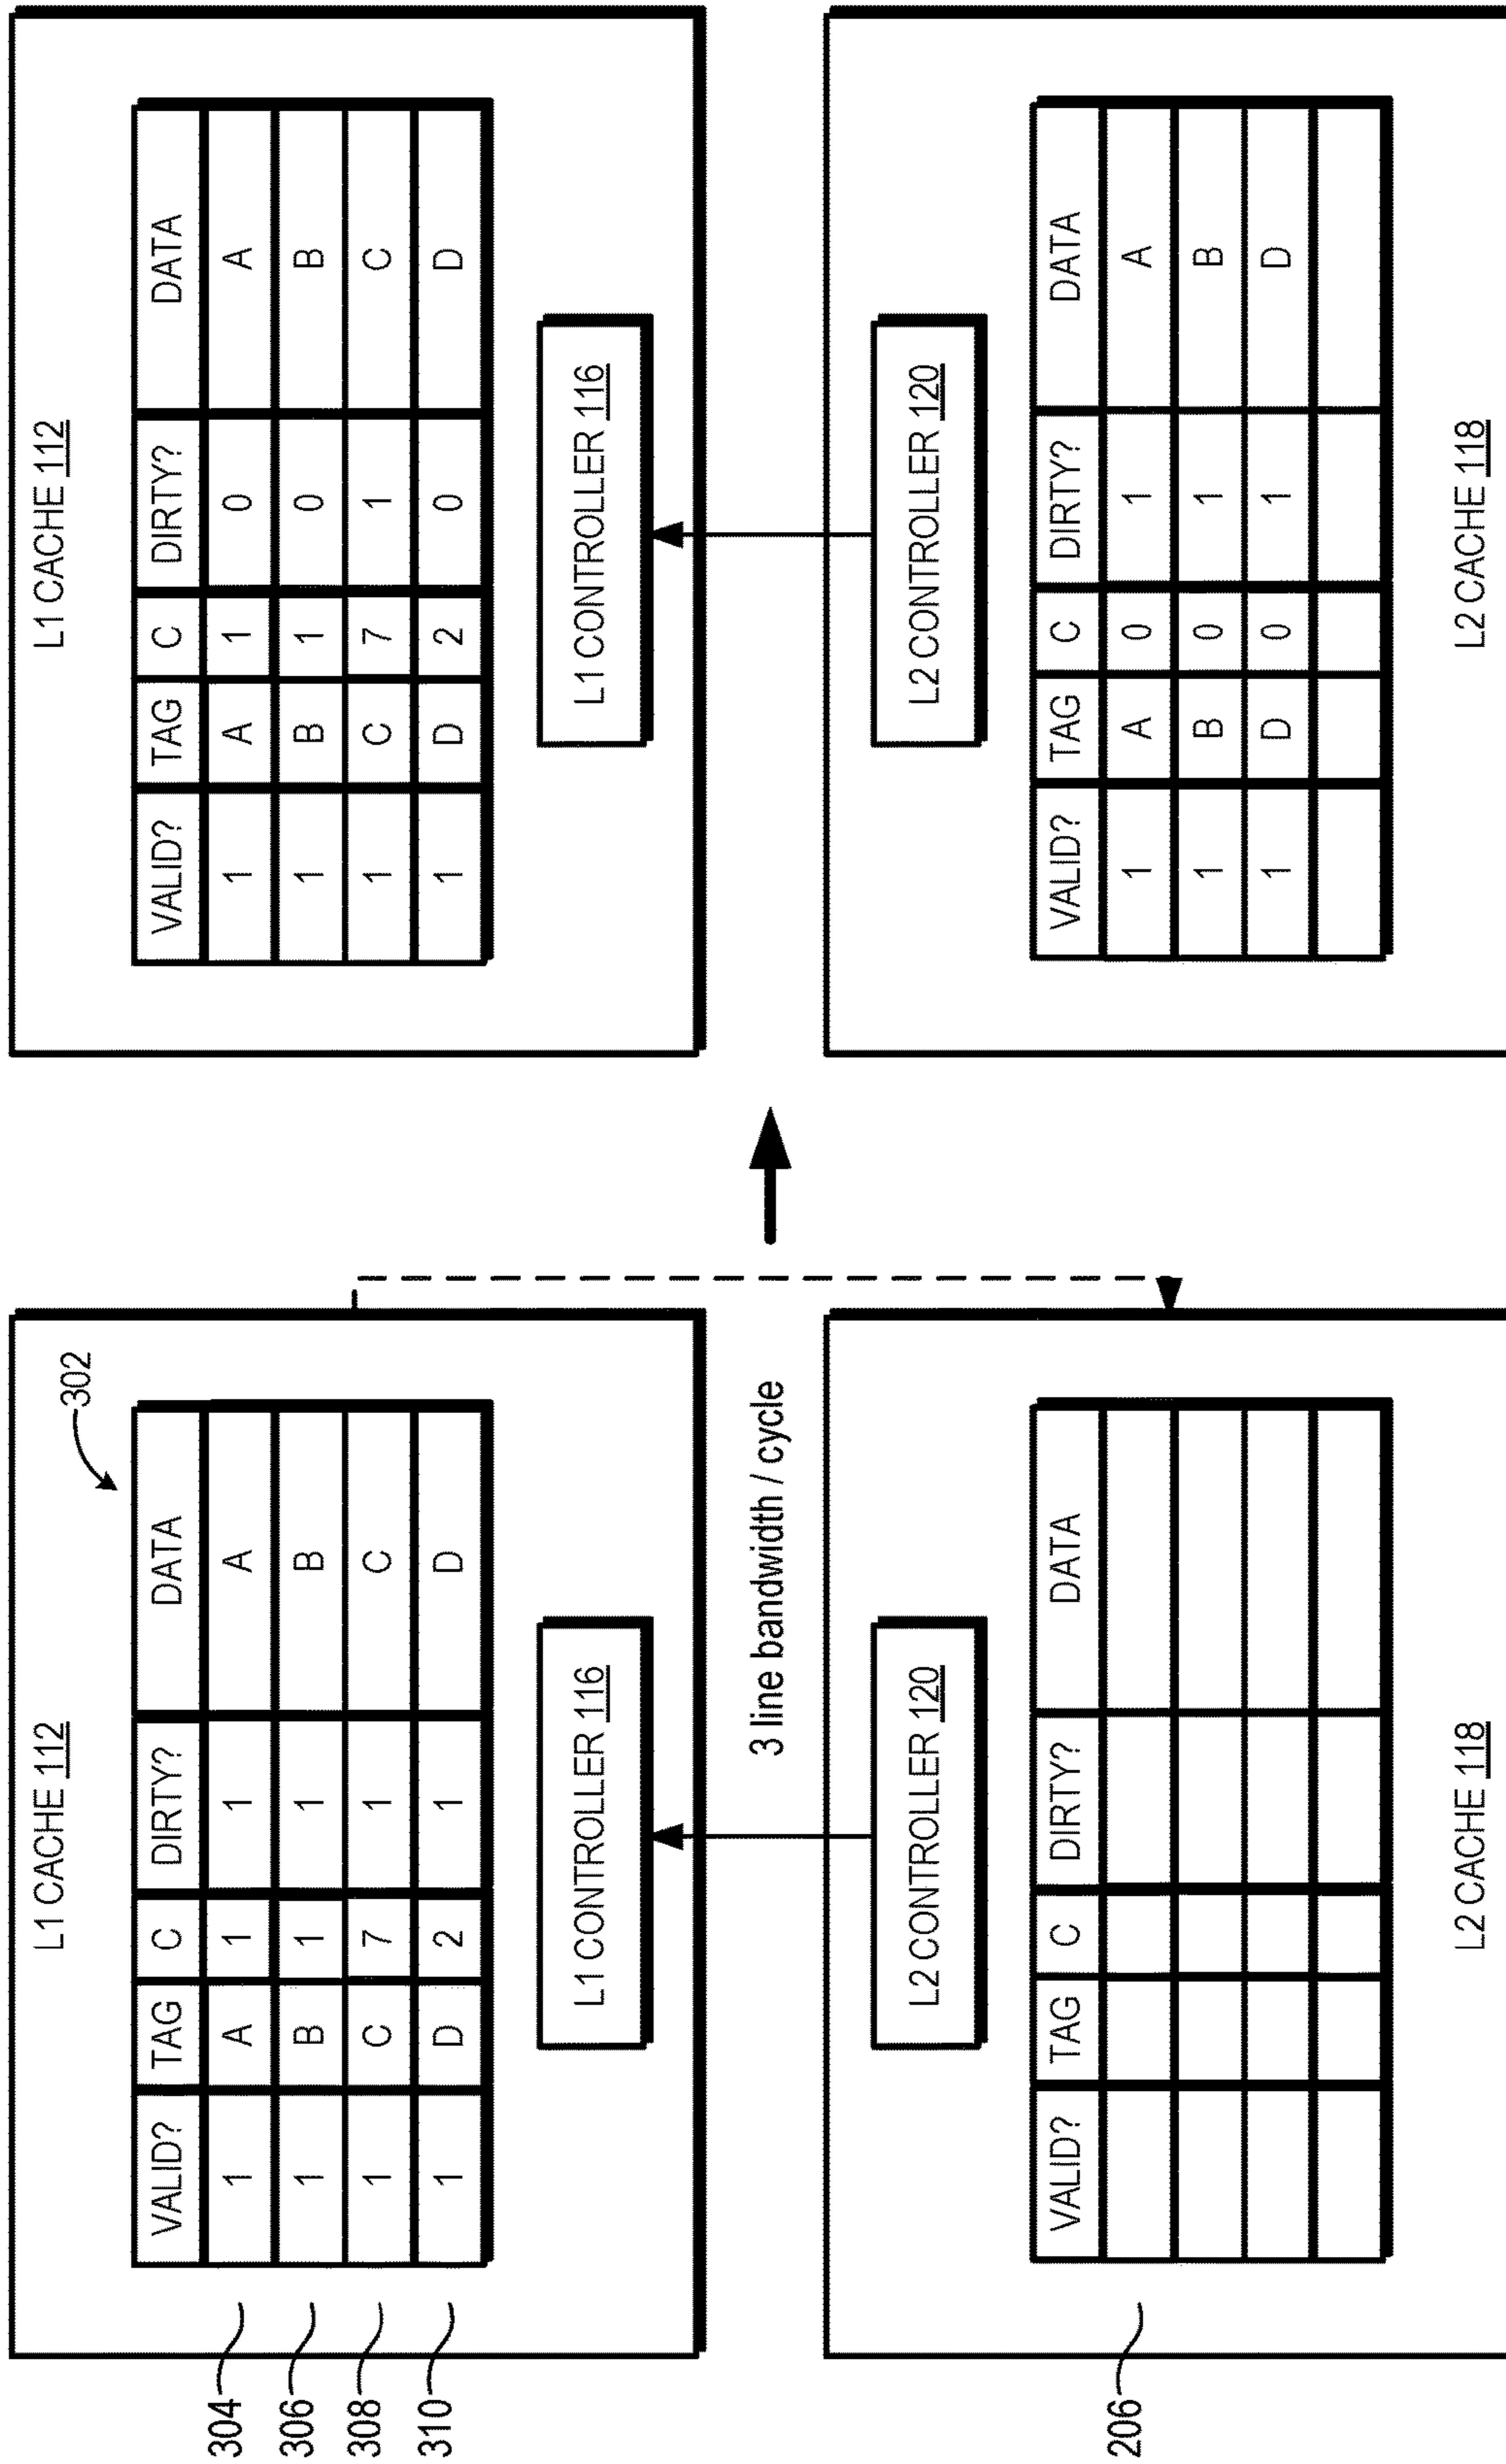 L1 CACHE 112
302
VALID? TAG C DIRTY? DATA
304 1 A 1 1 A
306 1 B 1 1 B
308 1 C 7 1 C
310 1 D 2 1 D
L1 CONTROLLER 116
3 line bandwidth / cycle
L2 CONTROLLER 120
VALID? TAG C DIRTY? DATA
206
L2 CACHE 118
L1 CACHE 112
VALID? TAG C DIRTY? DATA
1 A 1 0 A
1 B 1 0 B
1 C 7 1 C
1 D 2 0 D
L1 CONTROLLER 116
L2 CONTROLLER 120
VALID? TAG C DIRTY? DATA
1 A 0 1 A
1 B 0 1 B
1 D 0 1 D
L2 CACHE 118